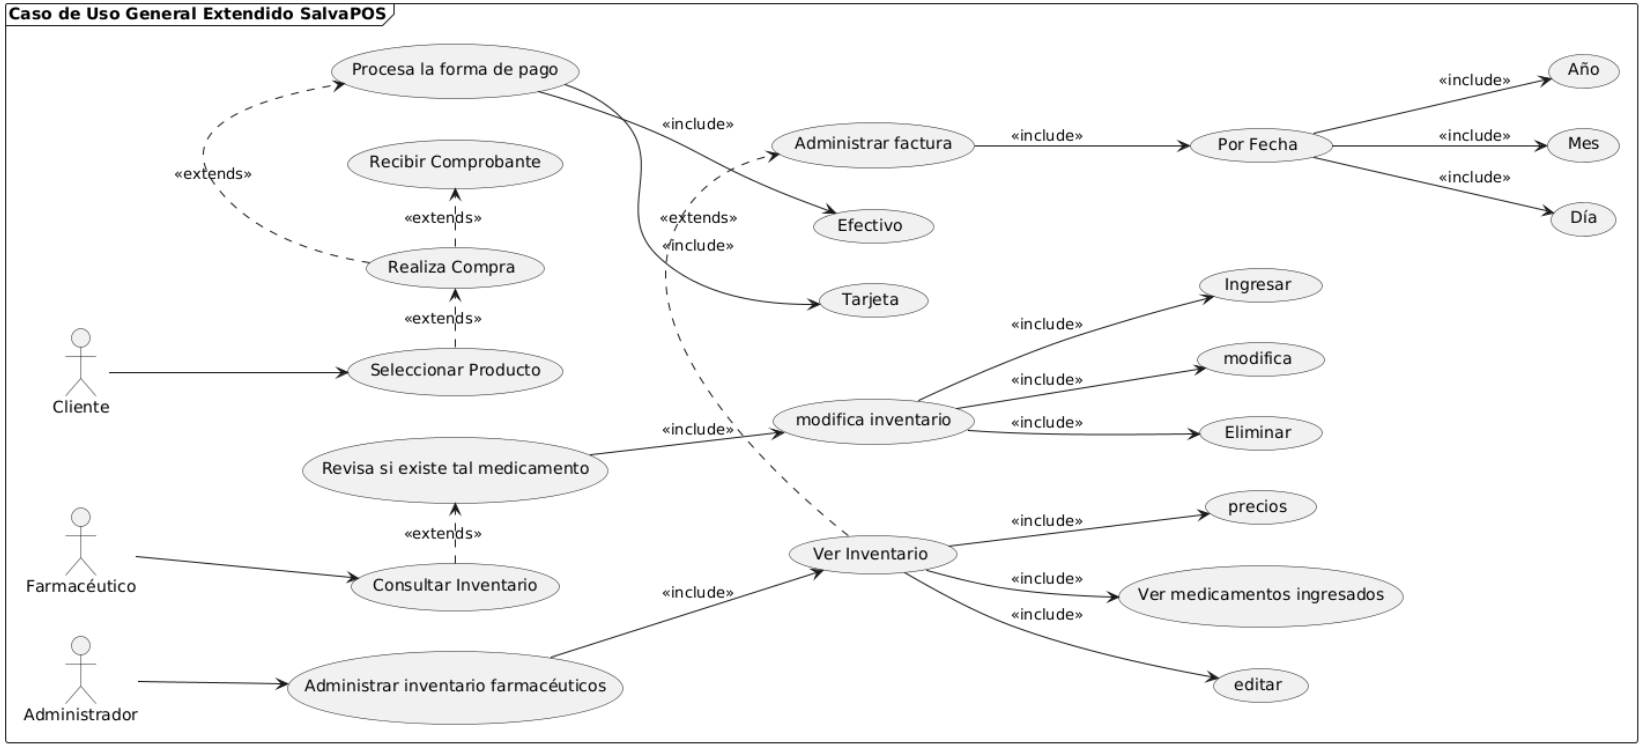 Caso de Uso General Extendido SalvaPOS
Procesa la forma de pago
Año
«include»
«include»
Administrar factura
«include»
Por Fecha
«include»
Mes
Recibir Comprobante
«extends»
«include»
Día
«extends»
«extends»
Efectivo
«include»
Realiza Compra
Ingresar
Tarjeta
«extends»
«include»
modifica
Seleccionar Producto
«include»
Cliente
modifica inventario
«include»
«include»
Eliminar
Revisa si existe tal medicamento
precios
«include»
«extends»
Ver Inventario
Farmacéutico
Consultar Inventario
«include»
«include»
Ver medicamentos ingresados
«include»
Administrar inventario farmacéuticos
editar
Administrador